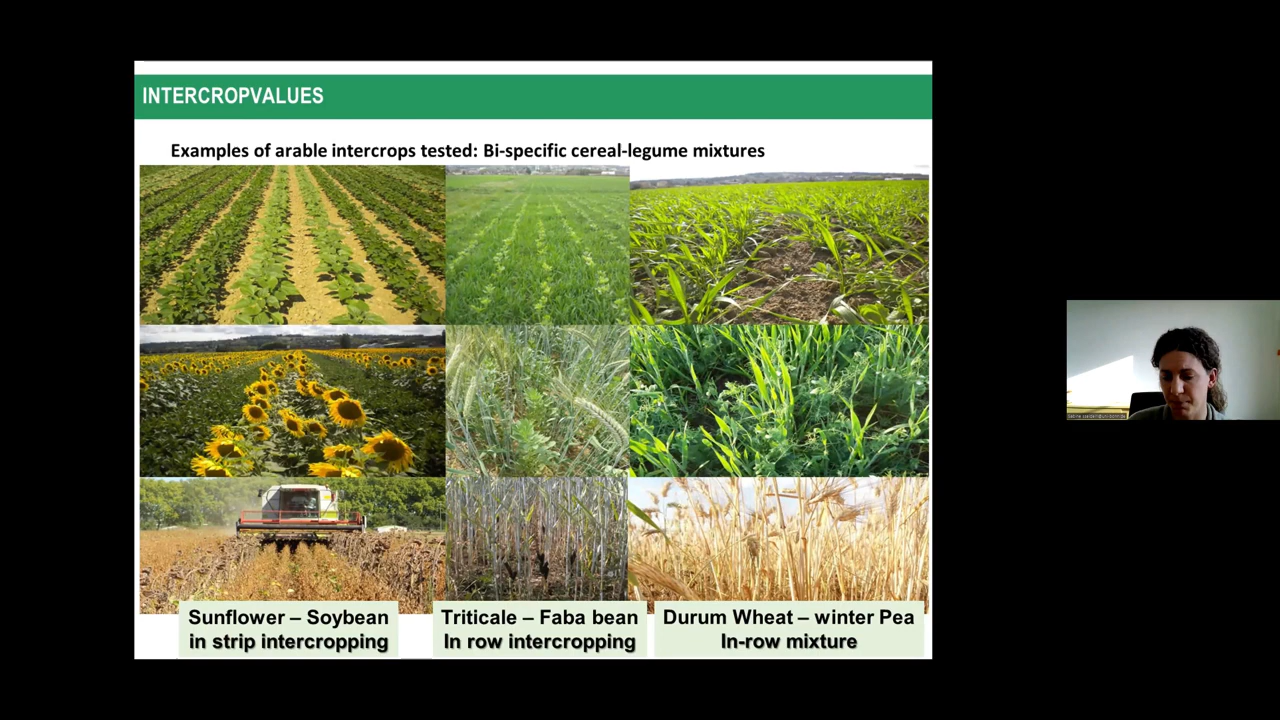 INTERCROPVALUES
Examples of arable intercrops tested: Bi-specific cereal-legume mixtures
Sunflower – Soybean
in strip intercropping
Triticale – Faba bean
In row intercropping
Durum Wheat – winter Pea
In-row mixture